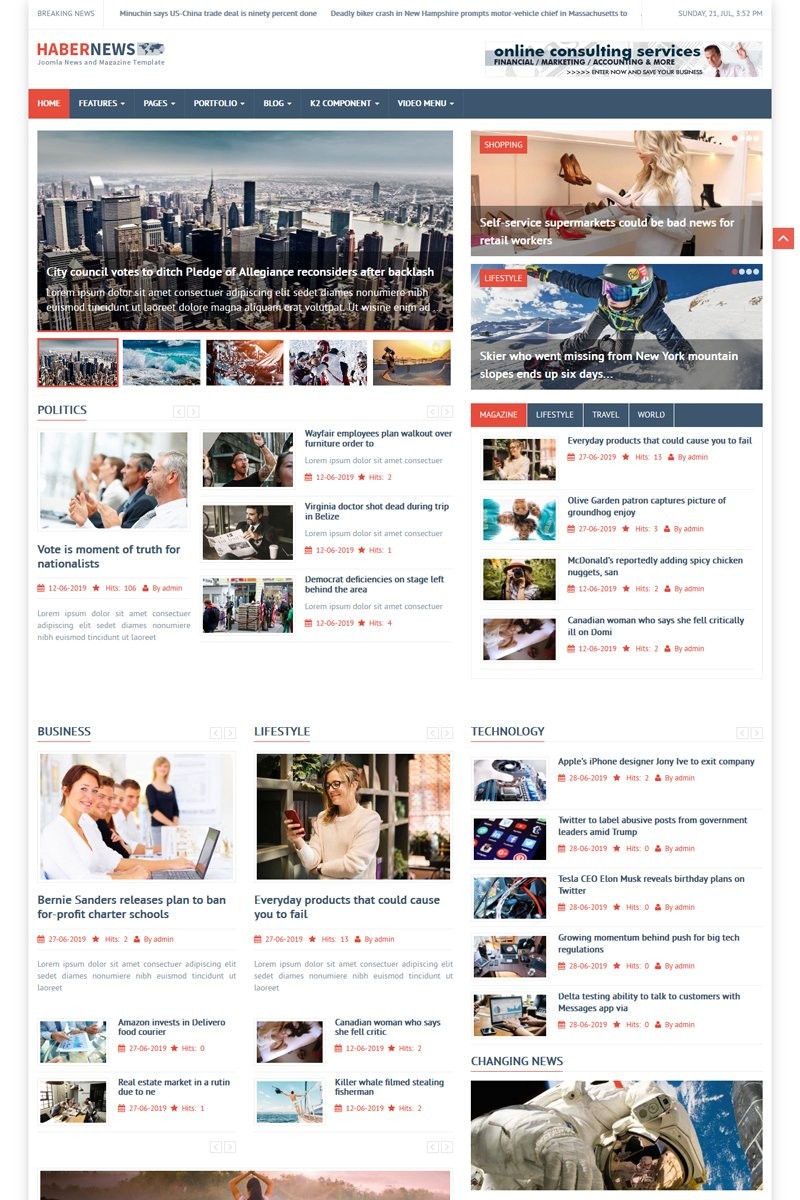 BREAKING NEWS
Minuchin says US-China trade deal is ninety percent done
Deadly biker crash in New Hampshire prompts motor-vehicle chief in Massachusetts to
SUNDAY, 21, JUL, 3:52 PM
HABERNEWS
Joomla News and Magazine Template
online consulting services
FINANCIAL / MARKETING / ACCOUNTING & MORE
>>>>> ENTER NOW AND SAVE YOUR BUSINESS
HOME
FEATURES
PAGES
PORTFOLIO
BLOG
K2 COMPONENT
VIDEO MENU
City council votes to ditch Pledge of Allegiance reconsiders after backlash
Lorem ipsum dolor sit amet consectuer adipiscing elit sedet diames nonumere nibh
euismod tincidunt ut laoreet dolore magna aliquam erat volutpat. Ut wisine enim ad ..
SHOPPING
Self-service supermarkets could be bad news for
retail workers
LIFESTYLE
Skier who went missing from New York mountain
slopes ends up six days...
POLITICS
Vote is moment of truth for
nationalists
12-06-2019 Hits: 106 By admin
Lorem ipsum dolor sit amet consectuer
adipiscing elit sedet diames nonumere
nibh euismod tincidunt ut laoreet
Wayfair employees plan walkout over
furniture order to
Lorem ipsum dolor sit amet consectuer
12-06-2019 Hits: 2
Virginia doctor shot dead during trip
in Belize
Lorem ipsum dolor sit amet consectuer
12-06-2019 Hits: 1
Democrat deficiencies on stage left
behind the area
Lorem ipsum dolor sit amet consectuer
12-06-2019 Hits: 4
MAGAZINE
LIFESTYLE
TRAVEL
WORLD
Everyday products that could cause you to fail
27-06-2019 Hits: 13 By admin
Olive Garden patron captures picture of
groundhog enjoy
27-06-2019 Hits: 3 By admin
McDonald's reportedly adding spicy chicken
nuggets, san
12-06-2019 Hits: 2 By admin
Canadian woman who says she fell critically
ill on Domi
12-06-2019 Hits: 2 By admin
BUSINESS
Bernie Sanders releases plan to ban
for-profit charter schools
27-06-2019 Hits: 2 By admin
Lorem ipsum dolor sit amet consectuer adipiscing elit
sedet diames nonumere nibh euismod tincidunt ut
laoreet
Amazon invests in Delivero
food courier
27-06-2019 Hits: 0
Real estate market in a rutin
due to ne
27-06-2019 Hits: 1
LIFESTYLE
Everyday products that could cause
you to fail
27-06-2019 Hits: 13 By admin
Lorem ipsum dolor sit amet consectuer adipiscing elit
sedet diames nonumere nibh euismod tincidunt ut
laoreet
Canadian woman who says
she fell critic
12-06-2019 Hits: 2
Killer whale filmed stealing
fisherman
12-06-2019 Hits: 2
TECHNOLOGY
Apple's iPhone designer Jony Ive to exit company
28-06-2019 Hits: 2 By admin
Twitter to label abusive posts from government
leaders amid Trump
28-06-2019 Hits: 0 By admin
Tesla CEO Elon Musk reveals birthday plans on
Twitter
28-06-2019 Hits: 0 By admin
Growing momentum behind push for big tech
regulations
28-06-2019 Hits: 0 By admin
Delta testing ability to talk to customers with
Messages app via
28-06-2019 Hits: 0 By admin
CHANGING NEWS